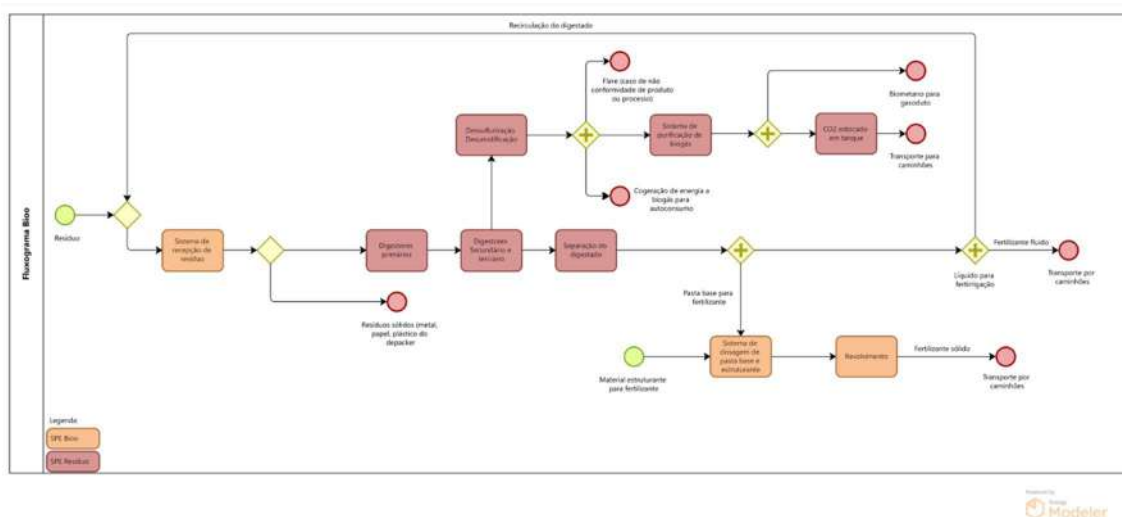 Recirculação do digestado
Flare (caso de não
conformidade de produto
ou processo)
Biometano para
gasoduto
Dessulfurização
Desumidificação
Sistema de
purificação de
biogás
CO2 estocado
em tanque
Transporte para
caminhões
Cogeração de energia a
biogás para
autoconsumo
Fluxograma Bioo
Resíduo
Sistema de
recepção de
resíduo
Digestores
primários
Digestores
Secundário e
terciário
Separação do
digestado
Fertilizante fluido
Líquido para
fertirrigação
Transporte por
caminhões
Pasta base para
fertilizante
Resíduos sólidos (metal,
papel, plástico do
depacker
Sistema de
dosagem de
pasta base e
estruturante
Revolvimento
Fertilizante sólido
Material estruturante
para fertilizante
Transporte por
caminhões
Legenda:
SPE Bioo
SPE Resíduo
Powered by
bizagi
Modeler